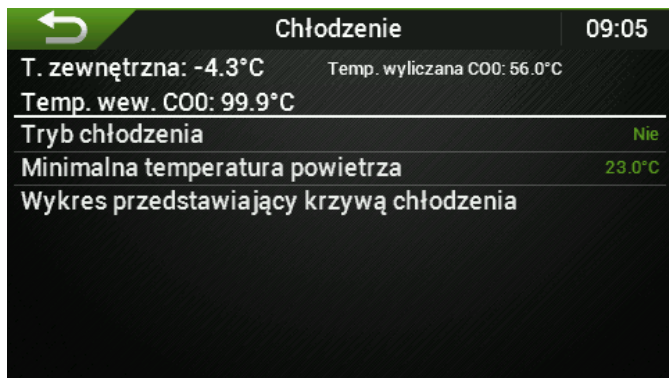 Chłodzenie 09:05
T. zewnętrzna: -4.3°C Temp. wyliczana CO0: 56.0°C
Temp. wew. CO0: 99.9°C
Tryb chłodzenia Nie
Minimalna temperatura powietrza 23.0°C
Wykres przedstawiający krzywą chłodzenia